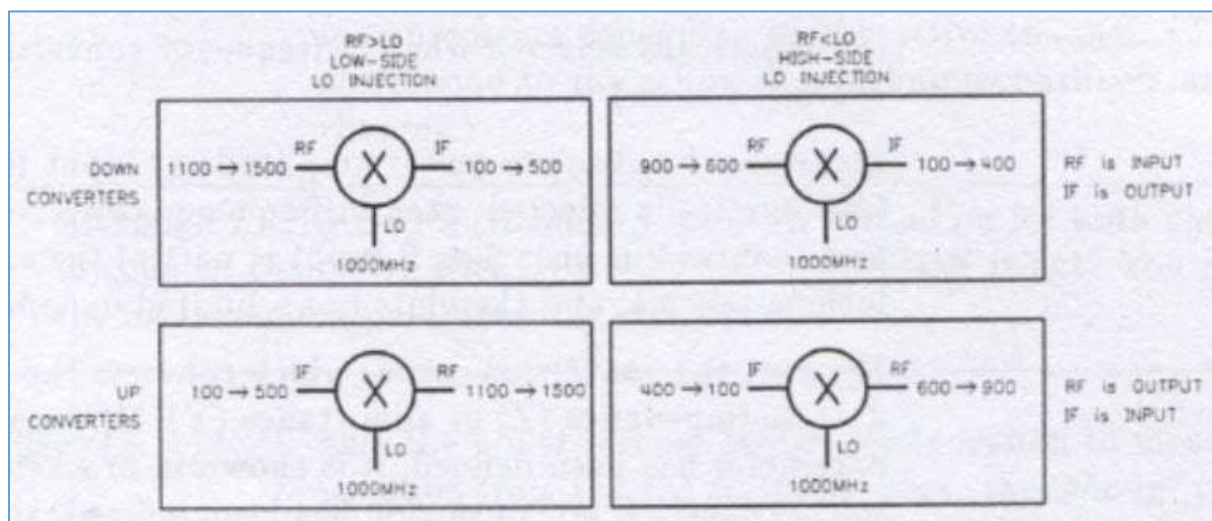 RF>LO
LOW-SIDE
LO INJECTION
RF<LO
HIGH-SIDE
LO INJECTION
DOWN
CONVERTERS
1100 → 1500 RF X IF 100 → 500
LO
1000MHz
900 → 600 RF X IF 100 → 400
LO
1000MHz
RF is INPUT
IF is OUTPUT
UP
CONVERTERS
100 → 500 IF X RF 1100 → 1500
LO
1000MHz
400 → 100 IF X RF 600 → 900
LO
1000MHz
RF is OUTPUT
IF is INPUT